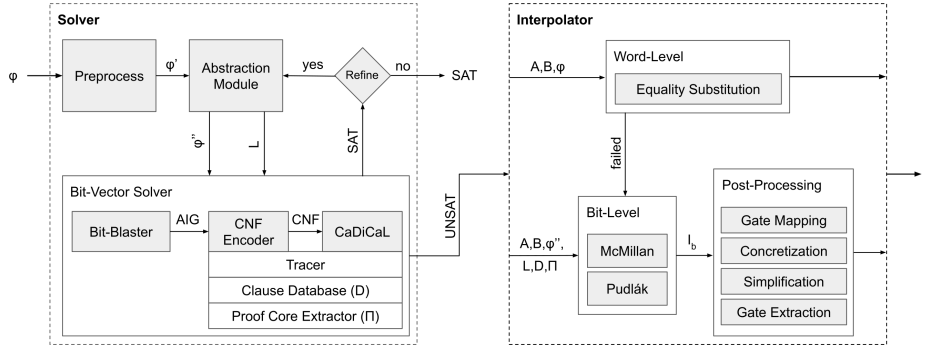 Solver
φ
Preprocess
φ'
Abstraction
Module
yes
Refine
no
SAT
φ''
L
SAT
Bit-Vector Solver
Bit-Blaster
AIG
CNF
Encoder
CNF
CaDiCaL
Tracer
Clause Database (D)
Proof Core Extractor (Π)
UNSAT
Interpolator
A,B,φ
Word-Level
Equality Substitution
failed
A,B,φ'',
L,D,Π
Bit-Level
McMillan
Pudlák
I_b
Post-Processing
Gate Mapping
Concretization
Simplification
Gate Extraction